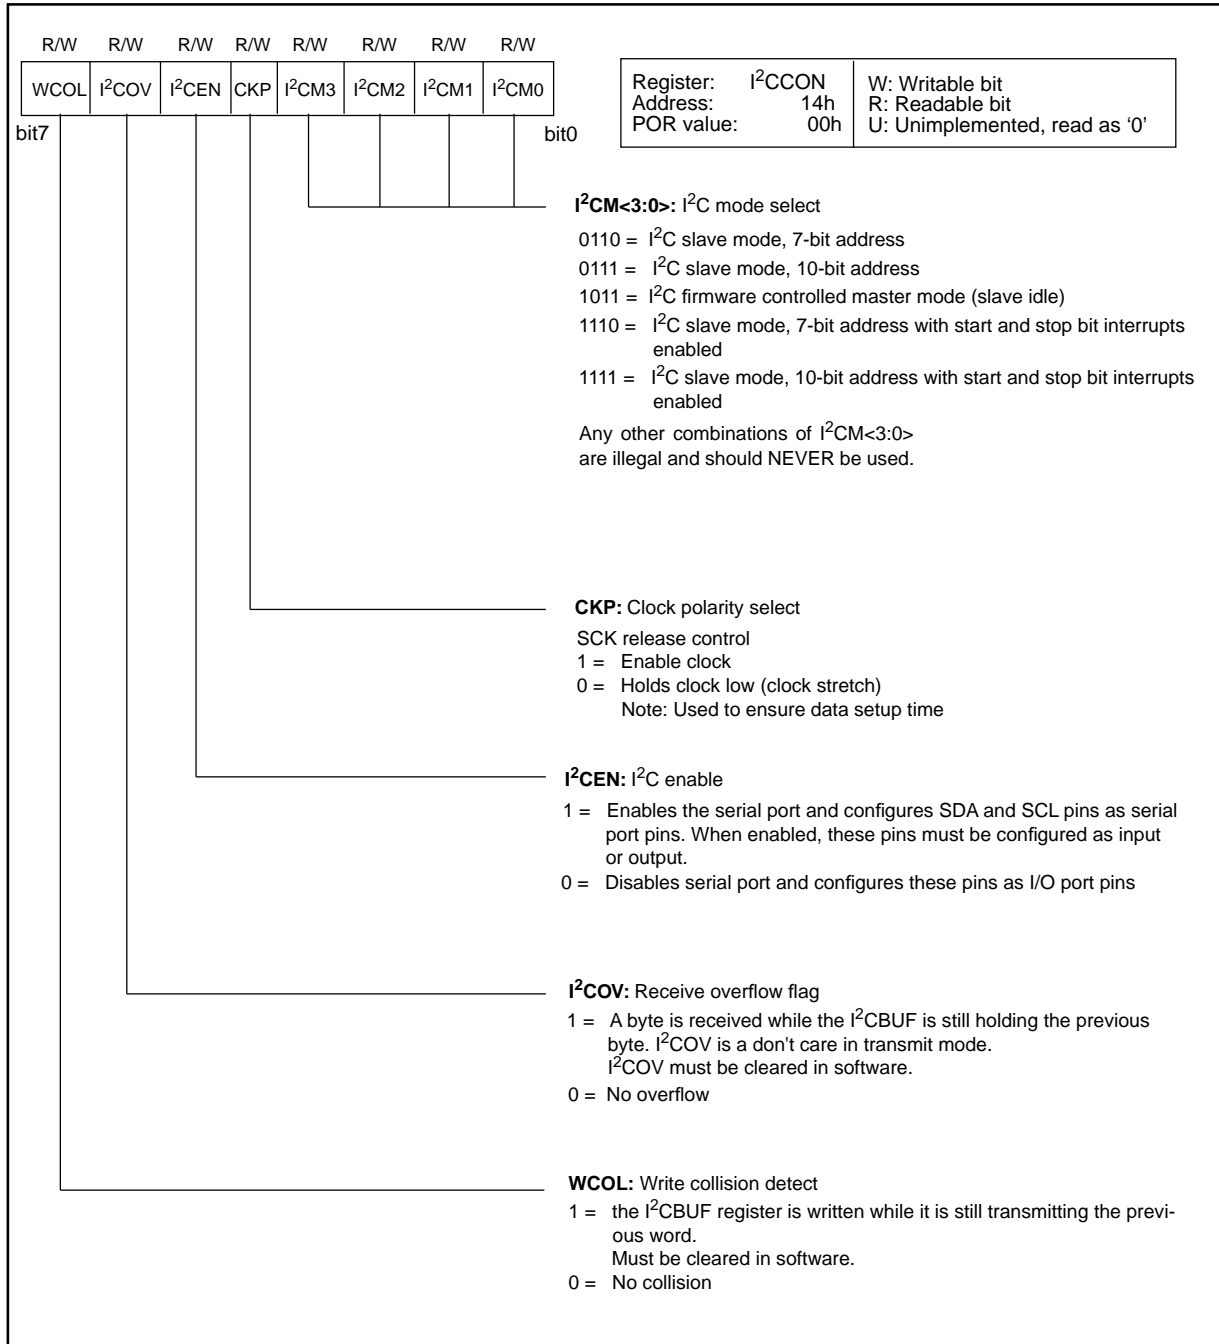 R/W R/W R/W R/W R/W R/W R/W R/W
WCOL I²COV I²CEN CKP I²CM3 I²CM2 I²CM1 I²CM0
bit7 bit0
Register: I²CCON
Address: 14h
POR value: 00h
W: Writable bit
R: Readable bit
U: Unimplemented, read as ‘0’
I²CM<3:0>: I²C mode select
0110 = I²C slave mode, 7-bit address
0111 = I²C slave mode, 10-bit address
1011 = I²C firmware controlled master mode (slave idle)
1110 = I²C slave mode, 7-bit address with start and stop bit interrupts
enabled
1111 = I²C slave mode, 10-bit address with start and stop bit interrupts
enabled
Any other combinations of I²CM<3:0>
are illegal and should NEVER be used.
CKP: Clock polarity select
SCK release control
1 = Enable clock
0 = Holds clock low (clock stretch)
Note: Used to ensure data setup time
I²CEN: I²C enable
1 = Enables the serial port and configures SDA and SCL pins as serial
port pins. When enabled, these pins must be configured as input
or output.
0 = Disables serial port and configures these pins as I/O port pins
I²COV: Receive overflow flag
1 = A byte is received while the I²CBUF is still holding the previous
byte. I²COV is a don't care in transmit mode.
I²COV must be cleared in software.
0 = No overflow
WCOL: Write collision detect
1 = the I²CBUF register is written while it is still transmitting the previ-
ous word.
Must be cleared in software.
0 = No collision